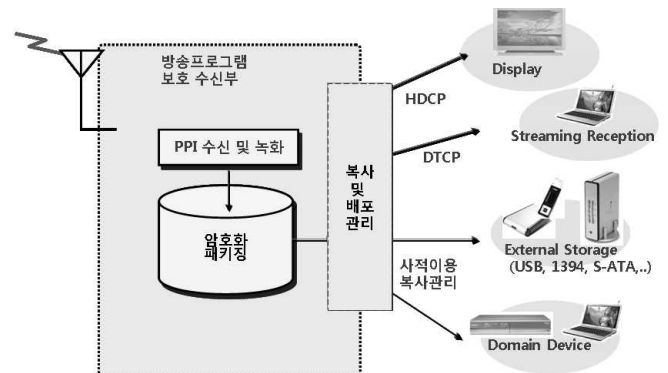 방송프로그램
보호 수신부
PPI 수신 및 녹화
암호화
패키징
복사
및
배포
관리
HDCP
DTCP
사적이용
복사관리
Display
Streaming Reception
External Storage
(USB, 1394, S-ATA,..)
Domain Device